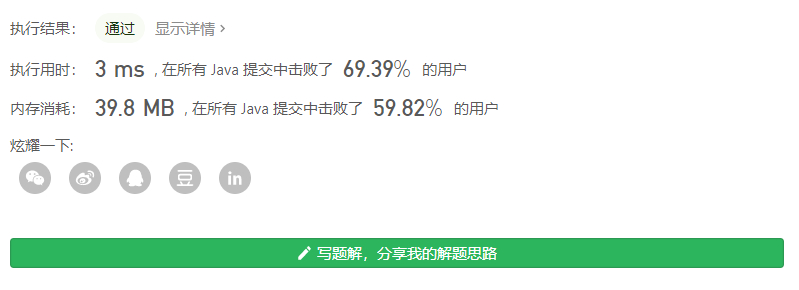 执行结果： 通过 显示详情 ›
执行用时： 3 ms , 在所有 Java 提交中击败了 69.39% 的用户
内存消耗： 39.8 MB , 在所有 Java 提交中击败了 59.82% 的用户
炫耀一下:
豆 in
写题解，分享我的解题思路